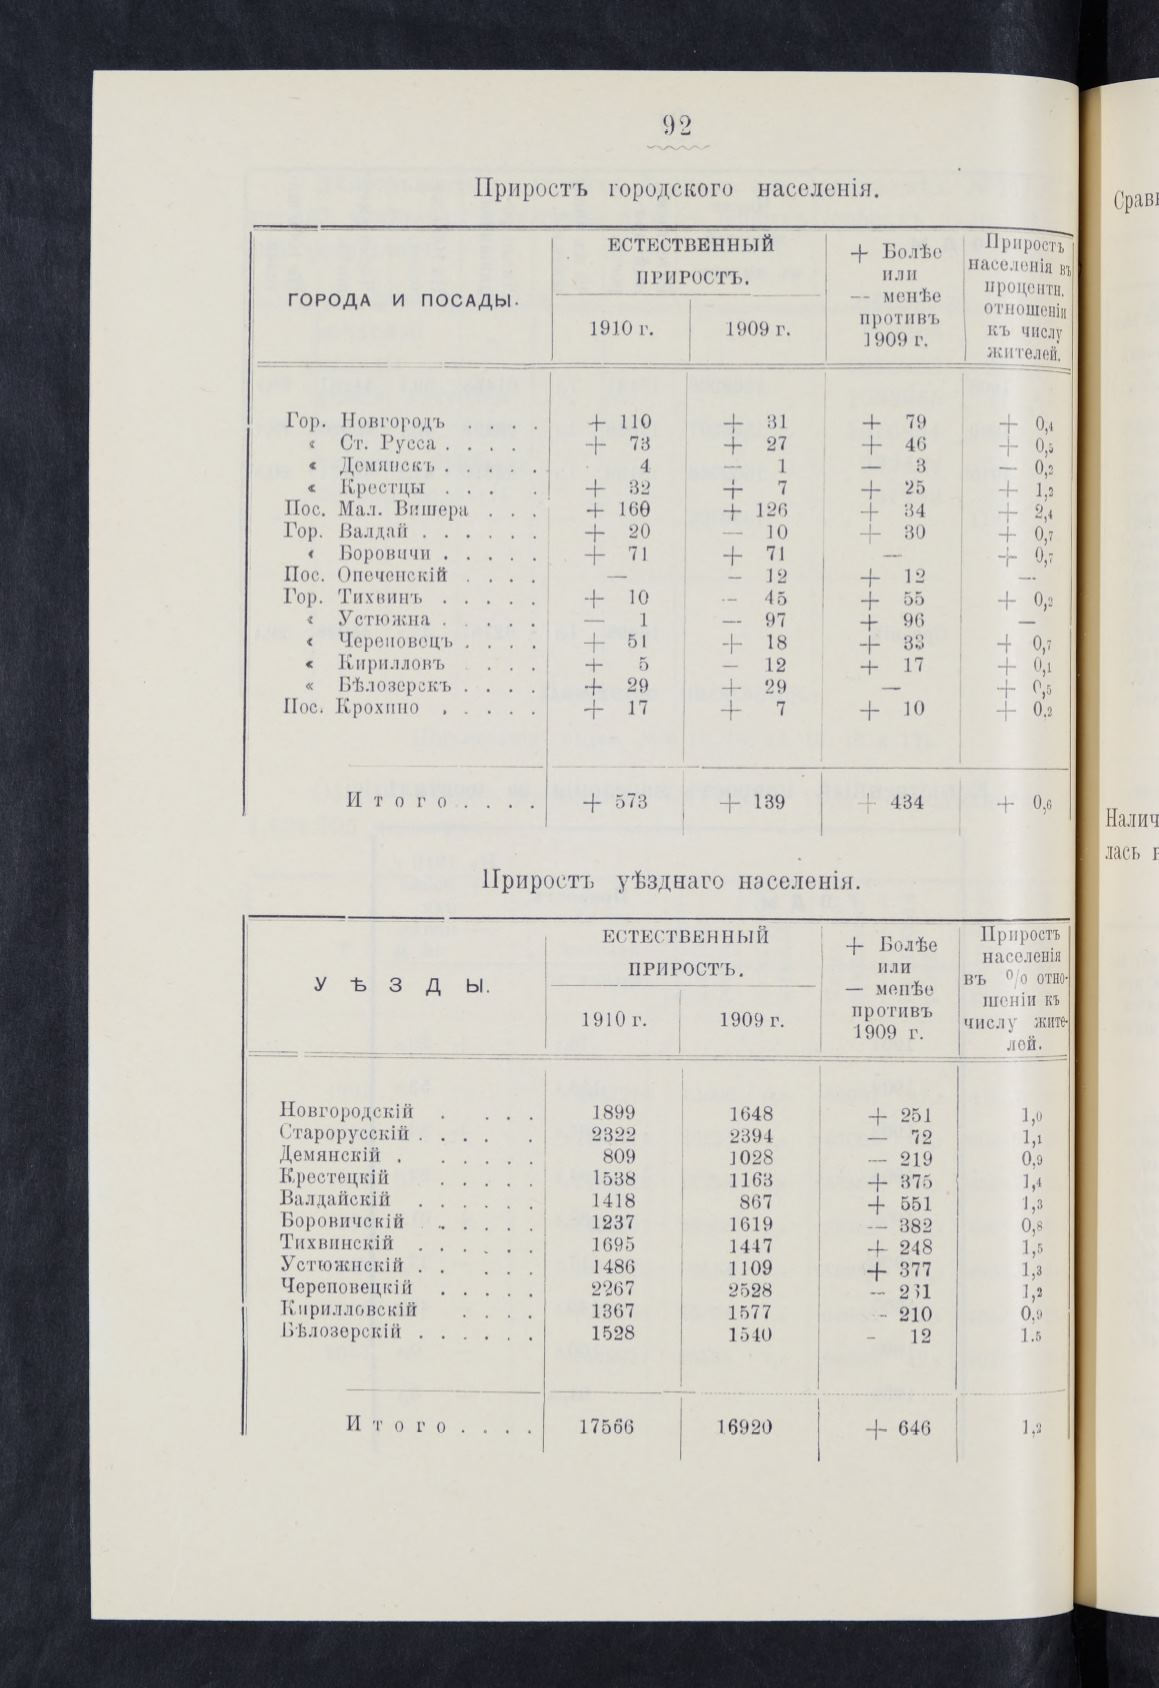 92
Приростъ городского населенія.
ГОРОДА И ПОСАДЫ.
ЕСТЕСТВЕННЫЙ
ПРИРОСТЪ.
1910 г. 1909 г.
+ Болѣе
или
— менѣе
противъ
1909 г.
Приростъ
населенія въ
процентн.
отношеніи
къ числу
жителей.
Гор. Новгородъ . . . . + 110 + 31 + 79 + 0,4
« Ст. Русса . . . . + 73 + 27 + 46 + 0,5
« Демянскъ . . . . . 4 — 1 — 3 — 0,2
« Крестцы . . . . + 32 + 7 + 25 + 1,2
Пос. Мал. Вишера . . . + 160 + 126 + 34 + 2,4
Гор. Валдай . . . . . . + 20 — 10 + 30 + 0,7
« Боровичи . . . . . + 71 + 71 — + 0,7
Пос. Опеченскій . . . . — — 12 + 12 —
Гор. Тихвинъ . . . . . + 10 — 45 + 55 + 0,2
« Устюжна . . . . . — 1 — 97 + 96 —
« Череповецъ . . . . + 51 + 18 + 33 + 0,7
« Кирилловъ . . . . + 5 — 12 + 17 + 0,1
« Бѣлозерскъ . . . . + 29 + 29 — + 0,5
Пос. Крохино . . . . . + 17 + 7 + 10 + 0,2
Итого . . . . + 573 + 139 + 434 + 0,6
Приростъ уѣзднаго населенія.
УѢЗДЫ.
ЕСТЕСТВЕННЫЙ
ПРИРОСТЪ.
1910 г. 1909 г.
+ Болѣе
или
— менѣе
противъ
1909 г.
Приростъ
населенія
въ % отно-
шеніи къ
числу жите-
лей.
Новгородскій . . . . 1899 1648 + 251 1,0
Старорусскій . . . . . 2322 2394 — 72 1,1
Демянскій . . . . . . 809 1028 — 219 0,9
Крестецкій . . . . . 1538 1163 + 375 1,4
Валдайскій . . . . . . 1418 867 + 551 1,3
Боровичскій . . . . . 1237 1619 — 382 0,8
Тихвинскій . . . . . . 1695 1447 + 248 1,5
Устюжнскій . . . . . 1486 1109 + 377 1,3
Череповецкій . . . . . 2267 2528 — 261 1,2
Кирилловскій . . . . 1367 1577 — 210 0,9
Бѣлозерскій . . . . . . 1528 1540 - 12 1.5
Итого . . . . 17566 16920 + 646 1,2
Налич
лась